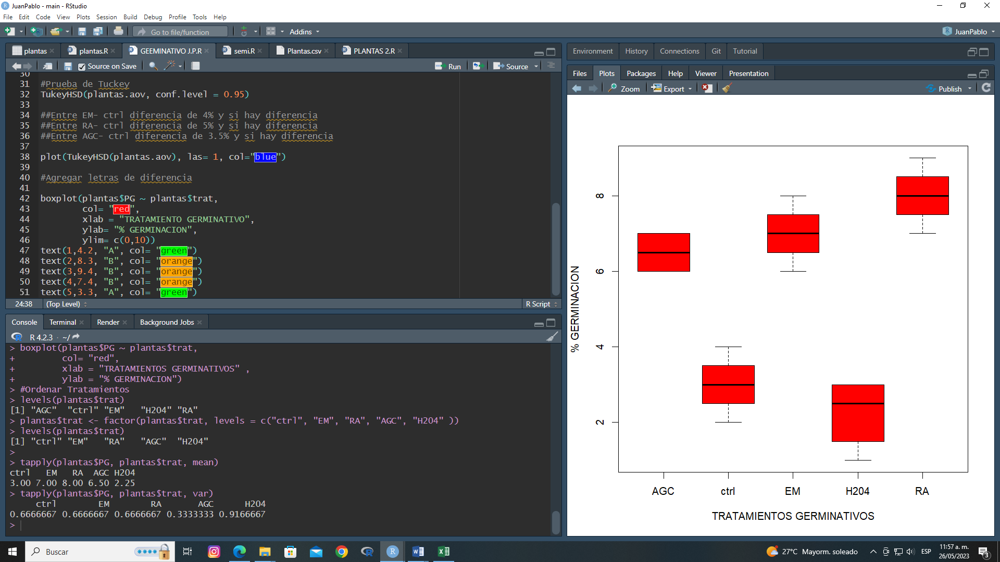 JuanPablo - main - RStudio
File Edit Code View Plots Session Build Debug Profile Tools Help
Go to file/function Addins JuanPablo
plantas plantas.R GEEMINATIVO J.P.R semi.R Plantas.csv PLANTAS 2.R
Source on Save Run Source
30
31 #Prueba de Tuckey
32 TukeyHSD(plantas.aov, conf.level = 0.95)
33
34 ##Entre EM- ctrl diferencia de 4% y si hay diferencia
35 ##Entre RA- ctrl diferencia de 5% y si hay diferencia
36 ##Entre AGC- ctrl diferencia de 3.5% y si hay diferencia
37
38 plot(TukeyHSD(plantas.aov), las= 1, col="blue")
39
40 #Agregar letras de diferencia
41
42 boxplot(plantas$PG ~ plantas$trat,
43 col= "red",
44 xlab = "TRATAMIENTO GERMINATIVO",
45 ylab= "% GERMINACION",
46 ylim= c(0,10))
47 text(1,4.2, "A", col= "green")
48 text(2,8.3, "B", col= "orange")
49 text(3,9.4, "B", col= "orange")
50 text(4,7.4, "B", col= "orange")
51 text(5,3.3, "A", col= "green")
24:38 (Top Level) R Script
Console Terminal Render Background Jobs
R 4.2.3 · ~/
> boxplot(plantas$PG ~ plantas$trat,
+ col= "red",
+ xlab = "TRATAMIENTOS GERMINATIVOS" ,
+ ylab = "% GERMINACION")
> #Ordenar Tratamientos
> levels(plantas$trat)
[1] "AGC" "ctrl" "EM" "H2O4" "RA"
> plantas$trat <- factor(plantas$trat, levels = c("ctrl", "EM", "RA", "AGC", "H2O4" ))
> levels(plantas$trat)
[1] "ctrl" "EM" "RA" "AGC" "H2O4"
>
> tapply(plantas$PG, plantas$trat, mean)
ctrl EM RA AGC H2O4
3.00 7.00 8.00 6.50 2.25
> tapply(plantas$PG, plantas$trat, var)
ctrl EM RA AGC H2O4
0.6666667 0.6666667 0.6666667 0.3333333 0.9166667
>
Environment History Connections Git Tutorial
Files Plots Packages Help Viewer Presentation
Zoom Export Publish
% GERMINACION
8
6
4
2
AGC ctrl EM H2O4 RA
TRATAMIENTOS GERMINATIVOS
Buscar
27°C Mayorm. soleado ESP 11:57 a. m.
26/05/2023
3